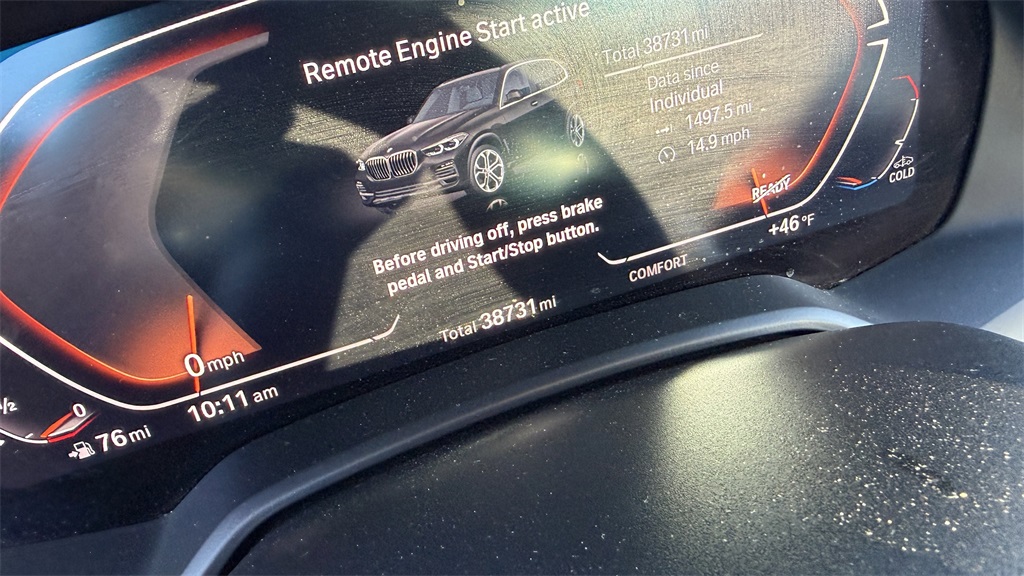 Remote Engine Start active
Total 38731 mi
Data since
Individual
1497.5 mi
14.9 mph
READY
COLD
+46 °F
COMFORT
Before driving off, press brake
pedal and Start/Stop button.
Total 38731 mi
0 mph
10:11 am
½
0
76 mi